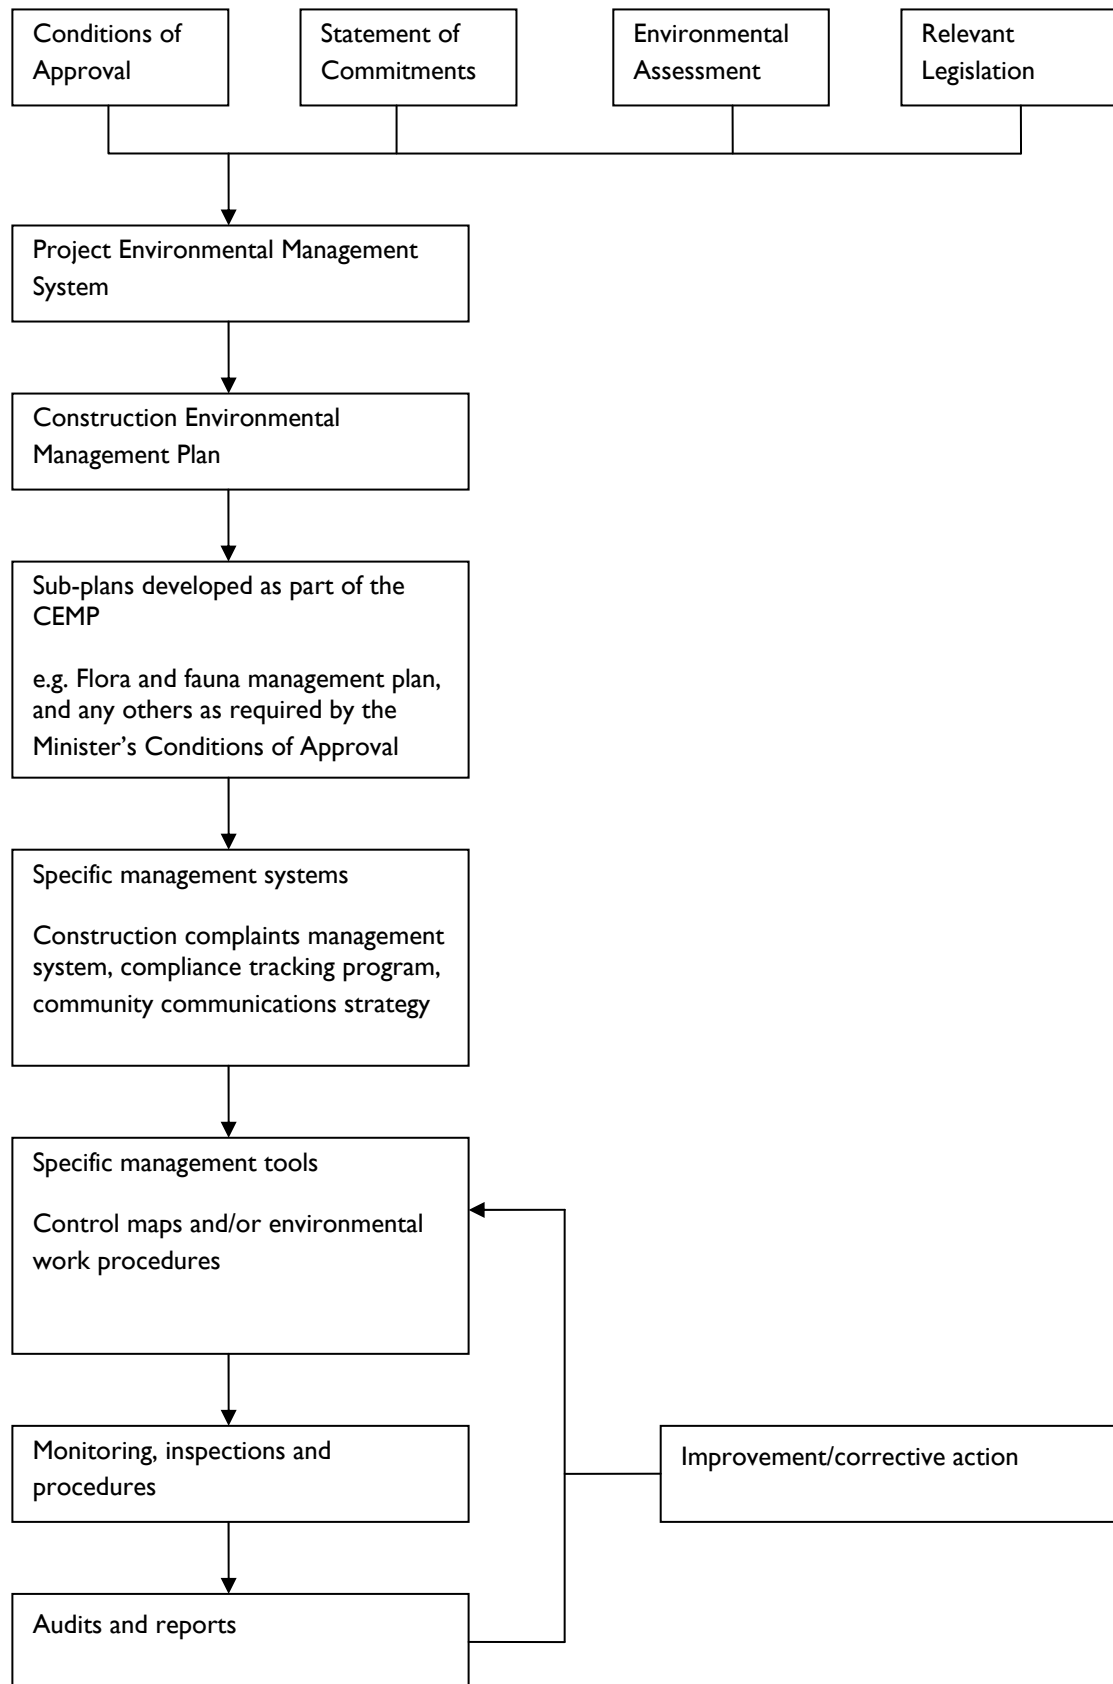 Conditions of
Approval
Statement of
Commitments
Environmental
Assessment
Relevant
Legislation
Project Environmental Management
System
Construction Environmental
Management Plan
Sub-plans developed as part of the
CEMP
e.g. Flora and fauna management plan,
and any others as required by the
Minister’s Conditions of Approval
Specific management systems
Construction complaints management
system, compliance tracking program,
community communications strategy
Specific management tools
Control maps and/or environmental
work procedures
Monitoring, inspections and
procedures
Improvement/corrective action
Audits and reports